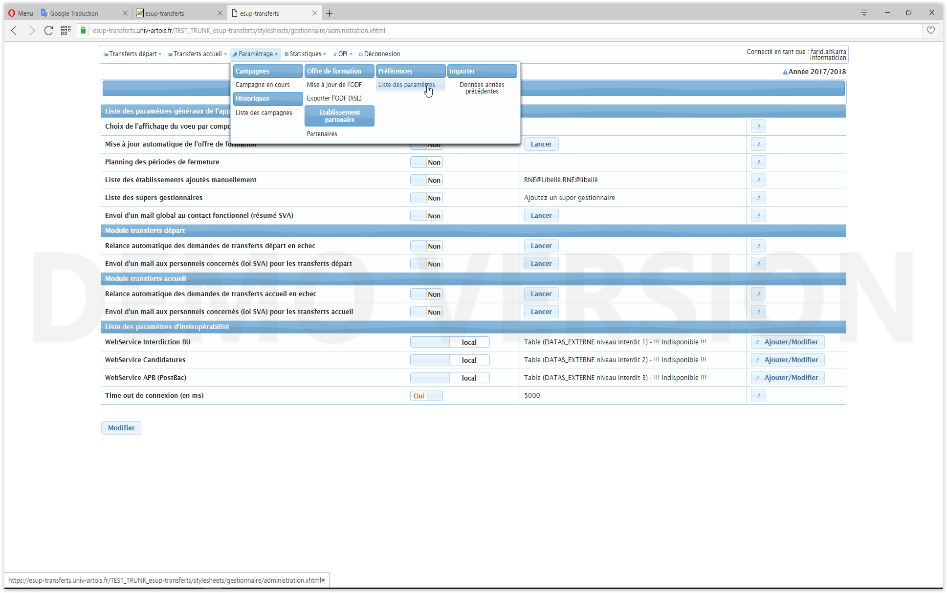 Menu Google Traduction esup-transferts esup-transferts
esup-transferts.univ-artois.fr/TEST_TRUNK_esup-transferts/stylesheets/gestionnaire/administration.xhtml
Transferts départ Transferts accueil Paramétrage Statistiques OPI Déconnexion
Connecté en tant que : farid.aitkarra
Informaticien
Année 2017/2018
Campagnes Offre de formation Préférences Importer
Campagne en cours Mise à jour de l'ODF Liste des paramètres Données années
précédentes
Historiques Exporter l'ODF (XSL)
Liste des campagnes Etablissement
partenaire
Partenaires
Liste des paramètres généraux de l'app
Choix de l'affichage du voeu par compo ?
Mise à jour automatique de l'offre de formation Non Lancer ?
Planning des périodes de fermeture Non ?
Liste des établissements ajoutés manuellement Non RNE@Libellé,RNE@libellé ?
Liste des supers gestionnaires Non Ajoutez un super gestionnaire ?
Envoi d'un mail global au contact fonctionnel (résumé SVA) Non Lancer ?
Module transferts départ
Relance automatique des demandes de transferts départ en echec Non Lancer ?
Envoi d'un mail aux personnels concernés (loi SVA) pour les transferts départ Non Lancer ?
Module transferts accueil
Relance automatique des demandes de transferts accueil en echec Non Lancer ?
Envoi d'un mail aux personnels concernés (loi SVA) pour les transferts accueil Non Lancer ?
Liste des paramètres d'intéropérabilité
WebService Interdiction BU local Table (DATAS_EXTERNE niveau interdit 1) - !!! Indisponible !!! Ajouter/Modifier
WebService Candidatures local Table (DATAS_EXTERNE niveau interdit 2) - !!! Indisponible !!! Ajouter/Modifier
WebService APB (PostBac) local Table (DATAS_EXTERNE niveau interdit 3) - !!! Indisponible !!! Ajouter/Modifier
Time out de connexion (en ms) Oui 5000 ?
Modifier
DEMO VERSION
https://esup-transferts.univ-artois.fr/TEST_TRUNK_esup-transferts/stylesheets/gestionnaire/administration.xhtml#